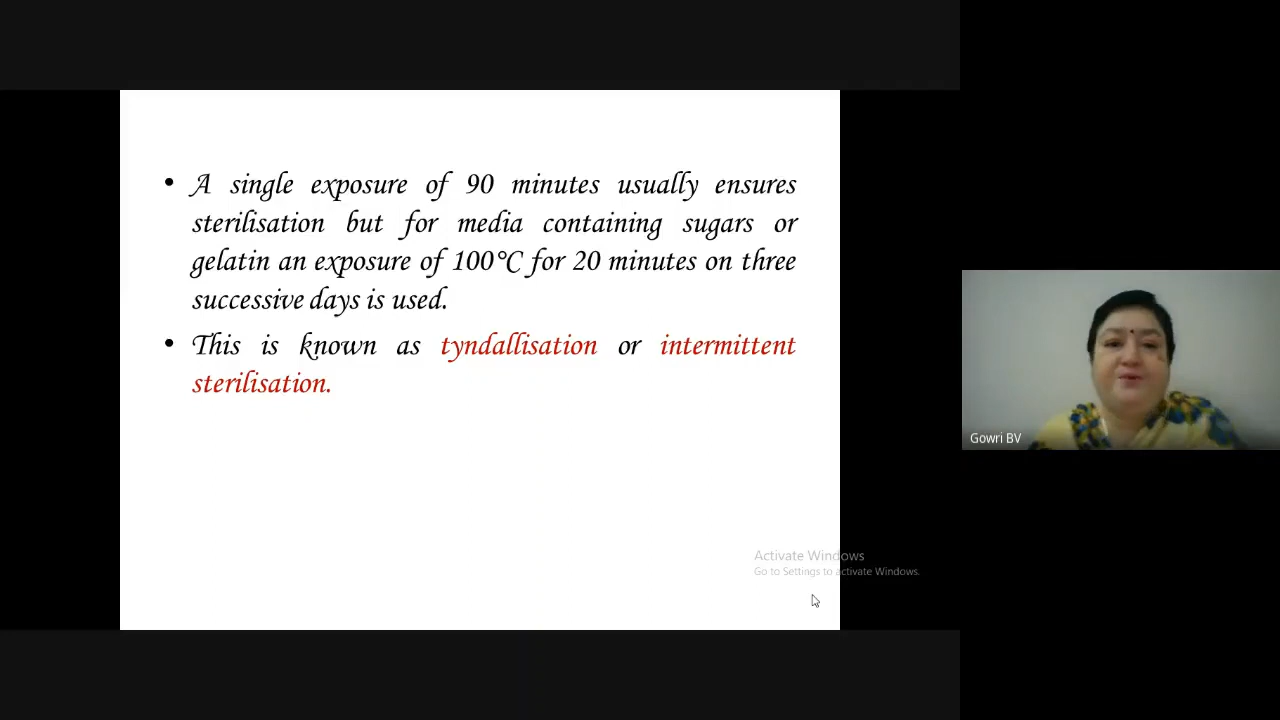 • A single exposure of 90 minutes usually ensures
sterilisation but for media containing sugars or
gelatin an exposure of 100°C for 20 minutes on three
successive days is used.
• This is known as tyndallisation or intermittent
sterilisation.
Gowri BV
Activate Windows
Go to Settings to activate Windows.